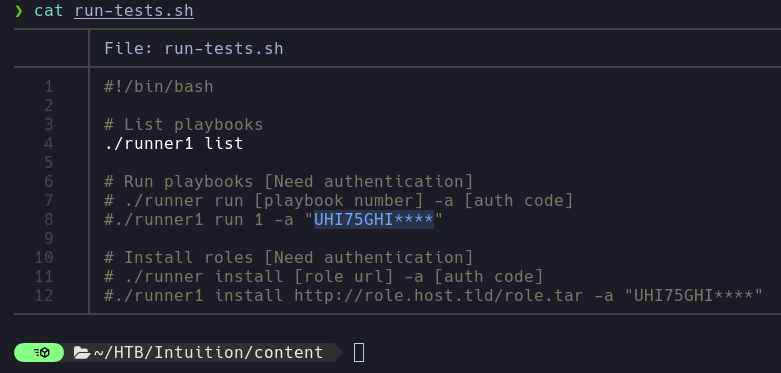 ❯ cat run-tests.sh
File: run-tests.sh
1 #!/bin/bash
2
3 # List playbooks
4 ./runner1 list
5
6 # Run playbooks [Need authentication]
7 # ./runner run [playbook number] -a [auth code]
8 #./runner1 run 1 -a "UHI75GHI****"
9
10 # Install roles [Need authentication]
11 # ./runner install [role url] -a [auth code]
12 #./runner1 install http://role.host.tld/role.tar -a "UHI75GHI****"
~/HTB/Intuition/content